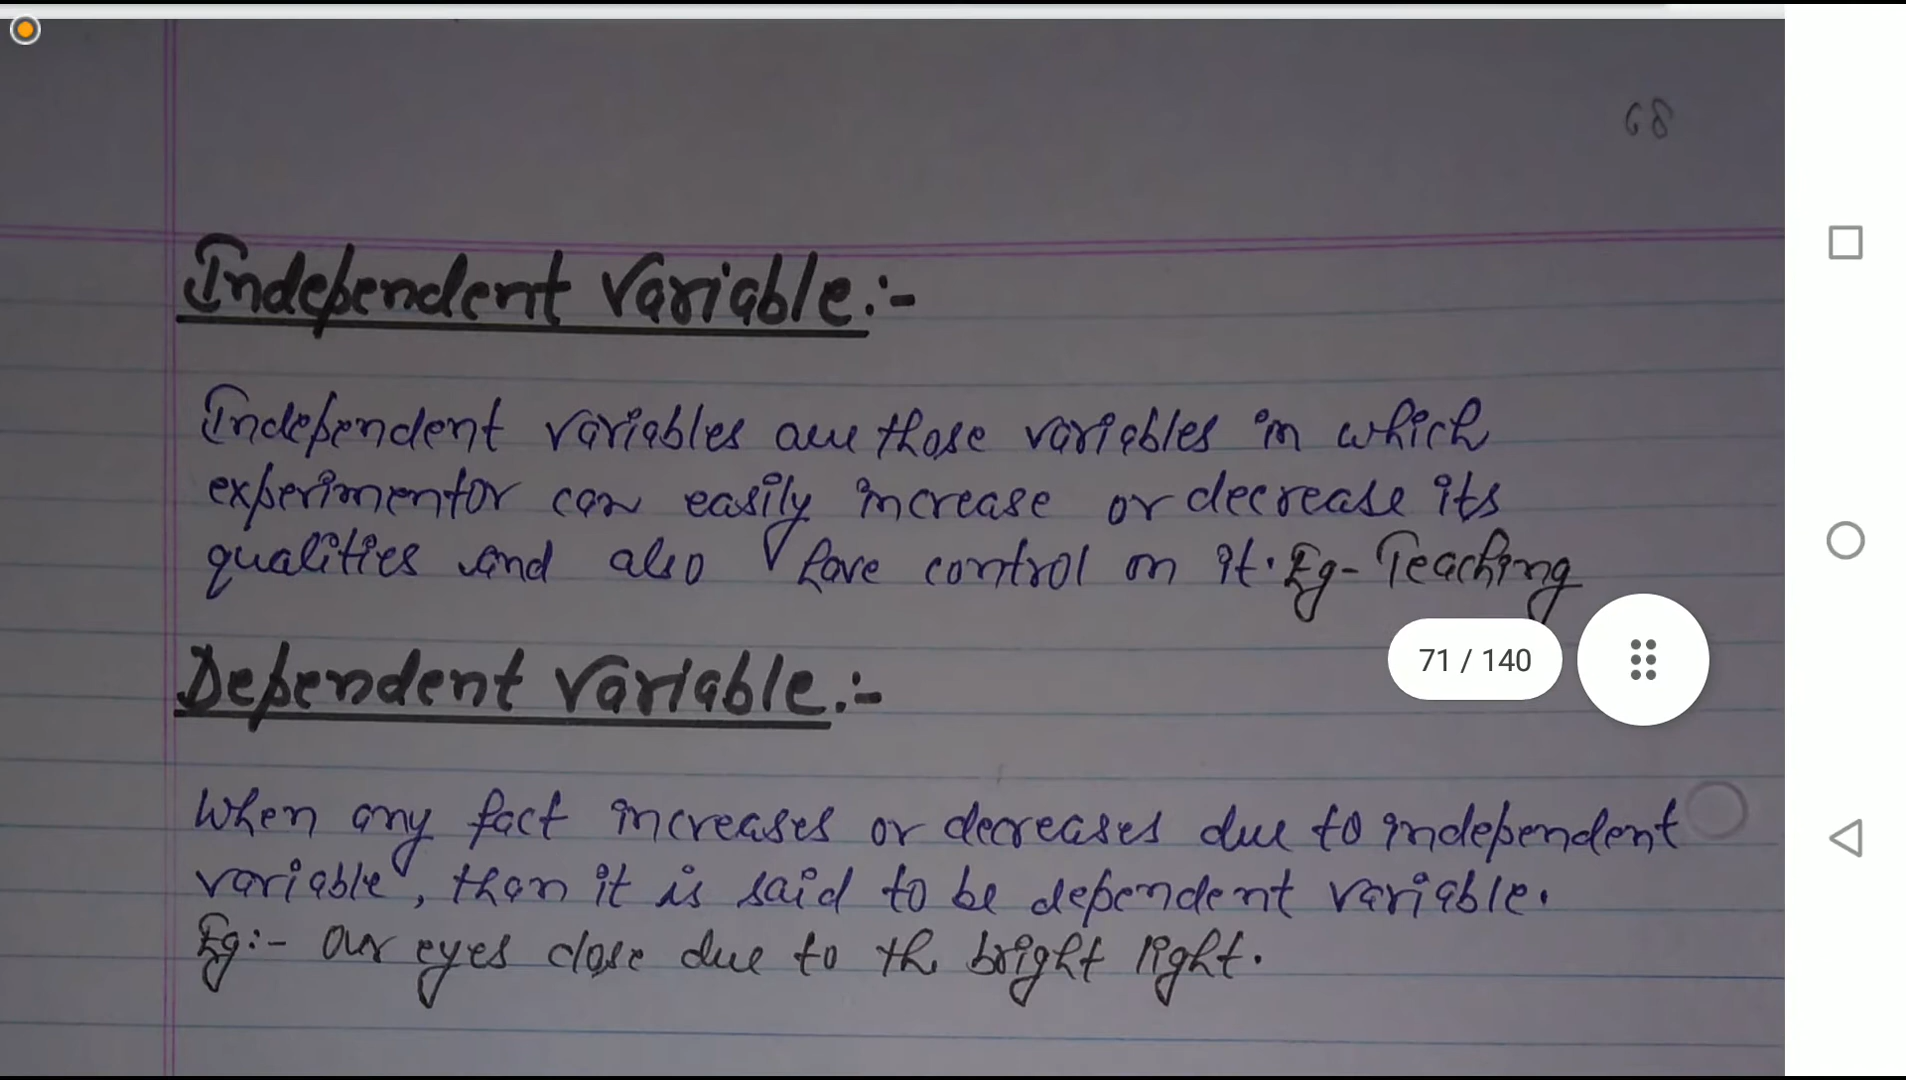 68
Independent Variable:-
Independent variables are those variables in which
experimentor can easily increase or decrease its
qualities and also have control on it. Eg- Teaching
71 / 140
Dependent Variable:-
When any fact increases or decreases due to independent
variable, than it is said to be dependent variable.
Eg:- Our eyes close due to the bright light.